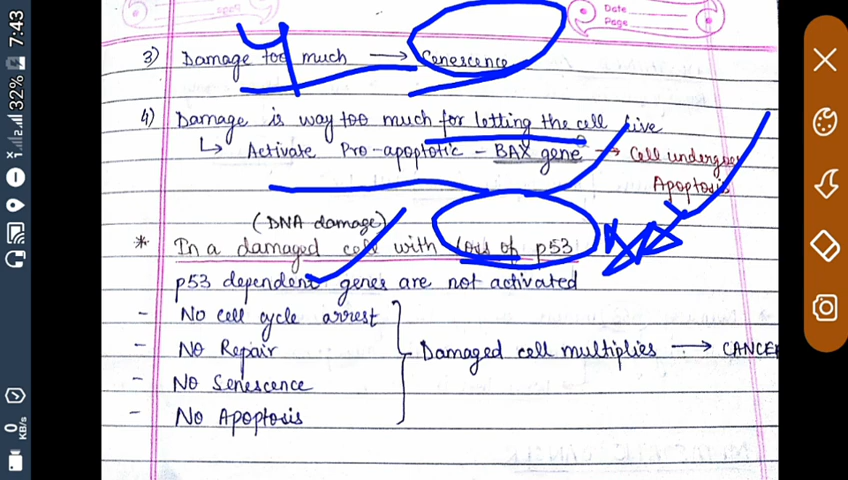 7:43
32%
0
KB/s
Date
Page
3) Damage too much → Cenescence
4) Damage is way too much for letting the cell live
↳ Activate Pro-apoptotic - BAX gene → Cell undergoes
Apoptosis
(DNA damage)
* In a damaged cell with loss of p53
p53 dependent genes are not activated
- No cell cycle arrest
- No Repair
- No Senescence
- No Apoptosis
Damaged cell multiplies → CANCE